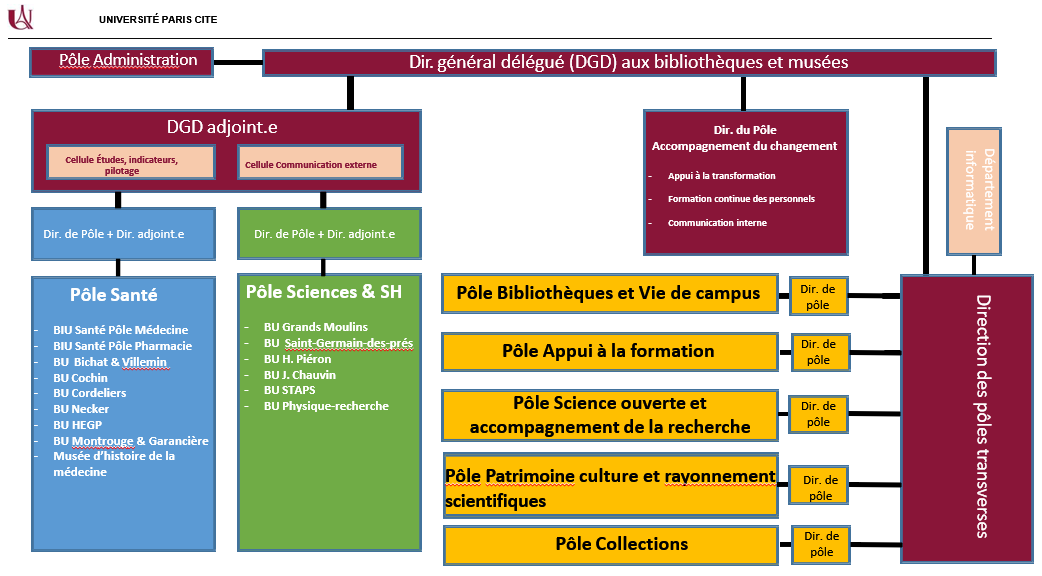 UNIVERSITÉ PARIS CITE
Pôle Administration
Dir. général délégué (DGD) aux bibliothèques et musées
DGD adjoint.e
Cellule Études, indicateurs,
pilotage
Cellule Communication externe
Dir. du Pôle
Accompagnement du changement
- Appui à la transformation
- Formation continue des personnels
- Communication interne
Département
informatique
Dir. de Pôle + Dir. adjoint.e
Dir. de Pôle + Dir. adjoint.e
Pôle Santé
- BIU Santé Pôle Médecine
- BIU Santé Pôle Pharmacie
- BU Bichat & Villemin
- BU Cochin
- BU Cordeliers
- BU Necker
- BU HEGP
- BU Montrouge & Garancière
- Musée d'histoire de la
médecine
Pôle Sciences & SH
- BU Grands Moulins
- BU Saint-Germain-des-prés
- BU H. Piéron
- BU J. Chauvin
- BU STAPS
- BU Physique-recherche
Pôle Bibliothèques et Vie de campus
Dir. de
pôle
Pôle Appui à la formation
Dir. de
pôle
Pôle Science ouverte et
accompagnement de la recherche
Dir. de
pôle
Pôle Patrimoine culture et rayonnement
scientifiques
Dir. de
pôle
Pôle Collections
Dir. de
pôle
Direction des pôles transverses